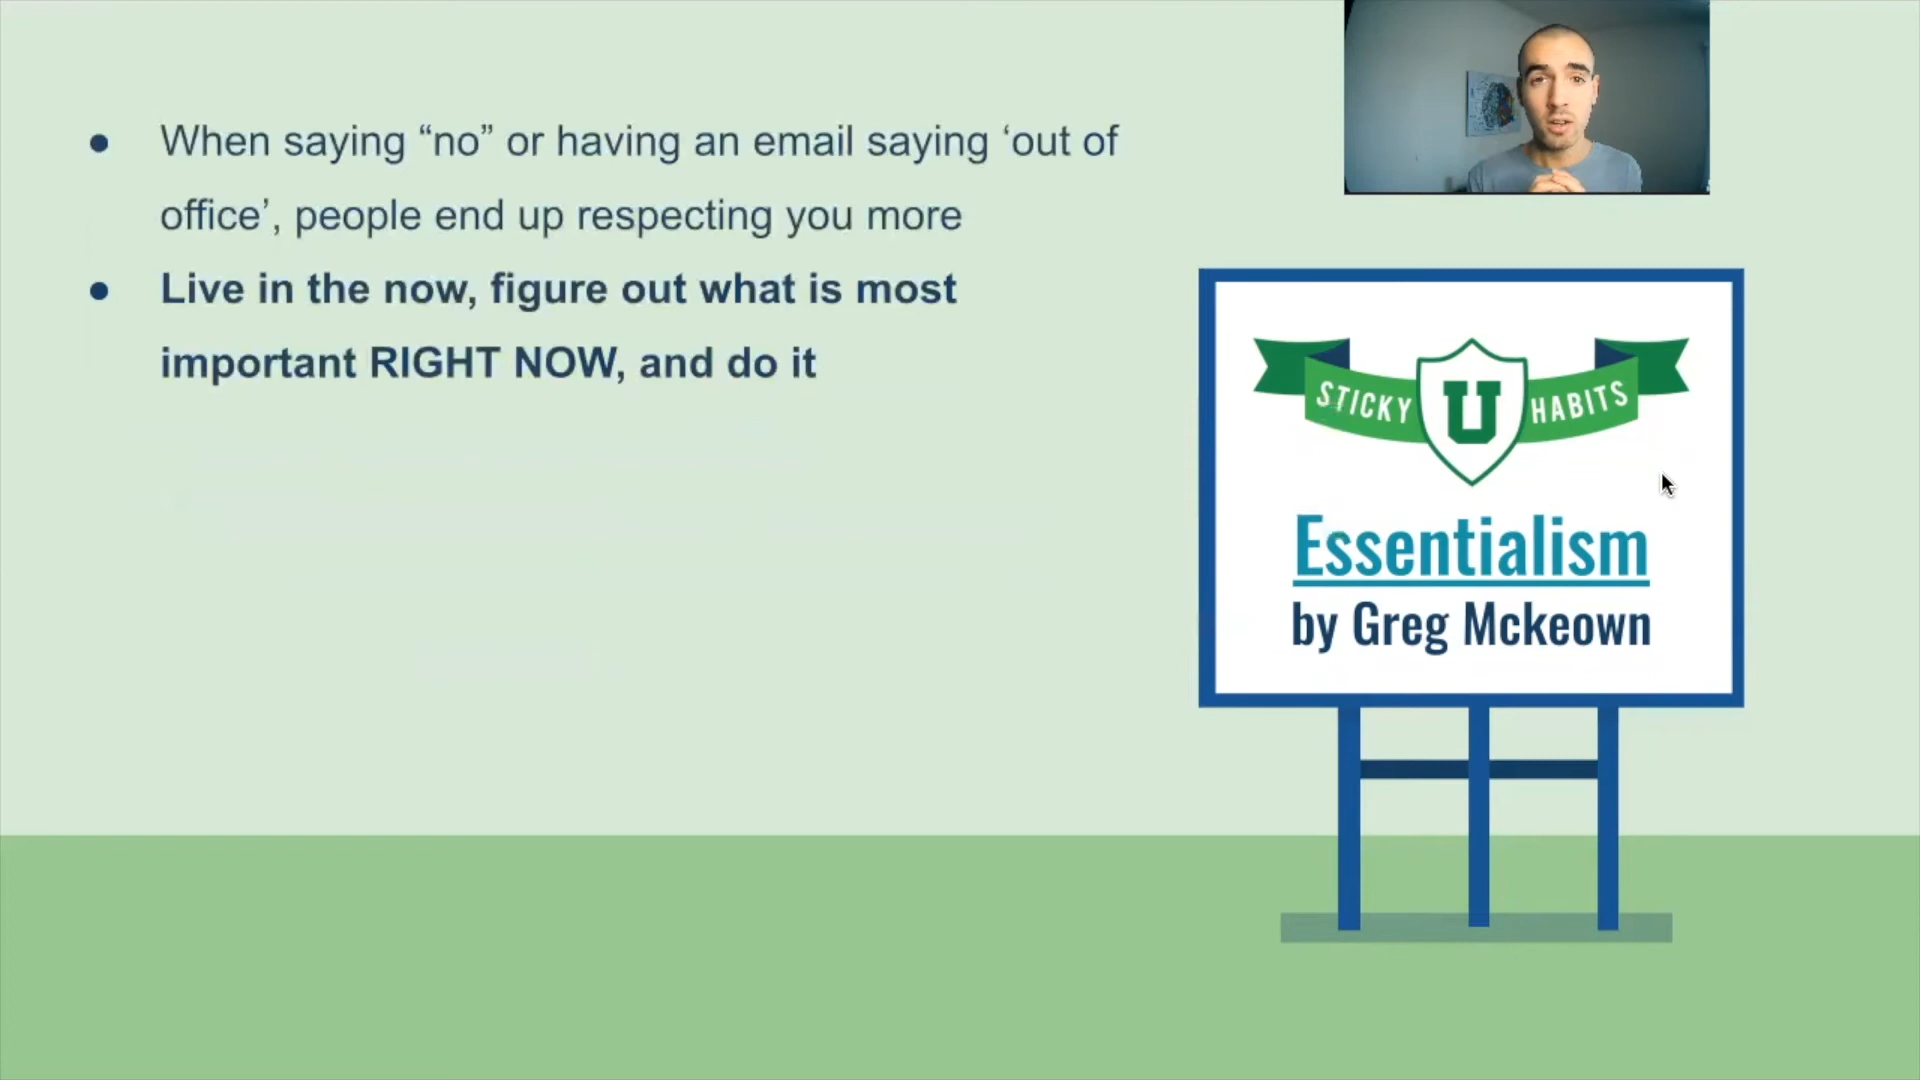 ● When saying “no” or having an email saying ‘out of
office’, people end up respecting you more
● Live in the now, figure out what is most
important RIGHT NOW, and do it
STICKY U HABITS
Essentialism
by Greg Mckeown